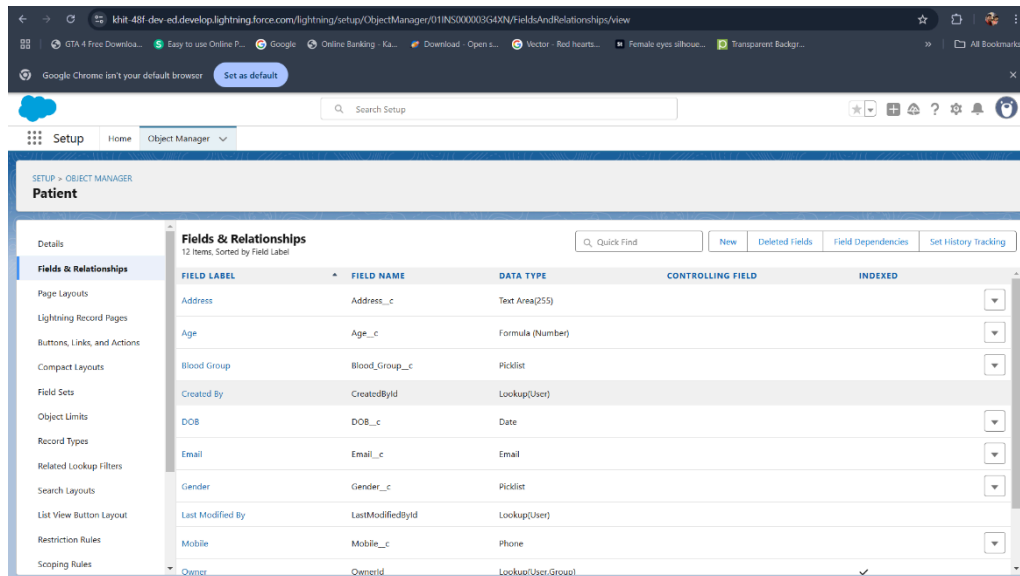 khit-48f-dev-ed.develop.lightning.force.com/lightning/setup/ObjectManager/01INS000003G4XN/FieldsAndRelationships/view
GTA 4 Free Downloa... Easy to use Online P... Google Online Banking - Ka... Download - Open s... Vector - Red hearts... Female eyes silhoue... Transparent Backgr... » All Bookmarks
Google Chrome isn't your default browser Set as default
Search Setup
Setup Home Object Manager
SETUP > OBJECT MANAGER
Patient
Details
Fields & Relationships
Page Layouts
Lightning Record Pages
Buttons, Links, and Actions
Compact Layouts
Field Sets
Object Limits
Record Types
Related Lookup Filters
Search Layouts
List View Button Layout
Restriction Rules
Scoping Rules
Fields & Relationships
12 Items, Sorted by Field Label
Quick Find New Deleted Fields Field Dependencies Set History Tracking
FIELD LABEL FIELD NAME DATA TYPE CONTROLLING FIELD INDEXED
Address Address__c Text Area(255)
Age Age__c Formula (Number)
Blood Group Blood_Group__c Picklist
Created By CreatedById Lookup(User)
DOB DOB__c Date
Email Email__c Email
Gender Gender__c Picklist
Last Modified By LastModifiedById Lookup(User)
Mobile Mobile__c Phone
Owner OwnerId Lookup(User,Group)